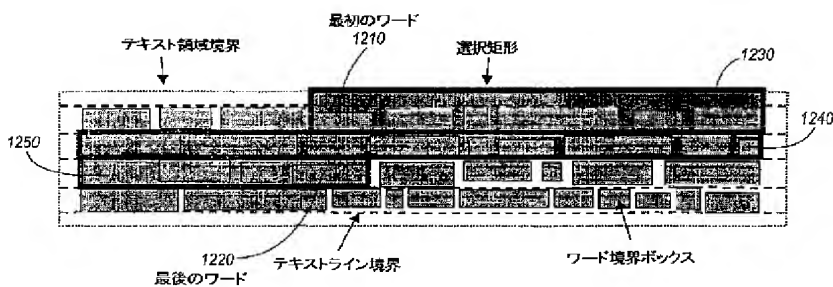 最初のワード
テキスト領域境界
1210
選択矩形
1230
1240
1250
1220
最後のワード
テキストライン境界
ワード境界ボックス